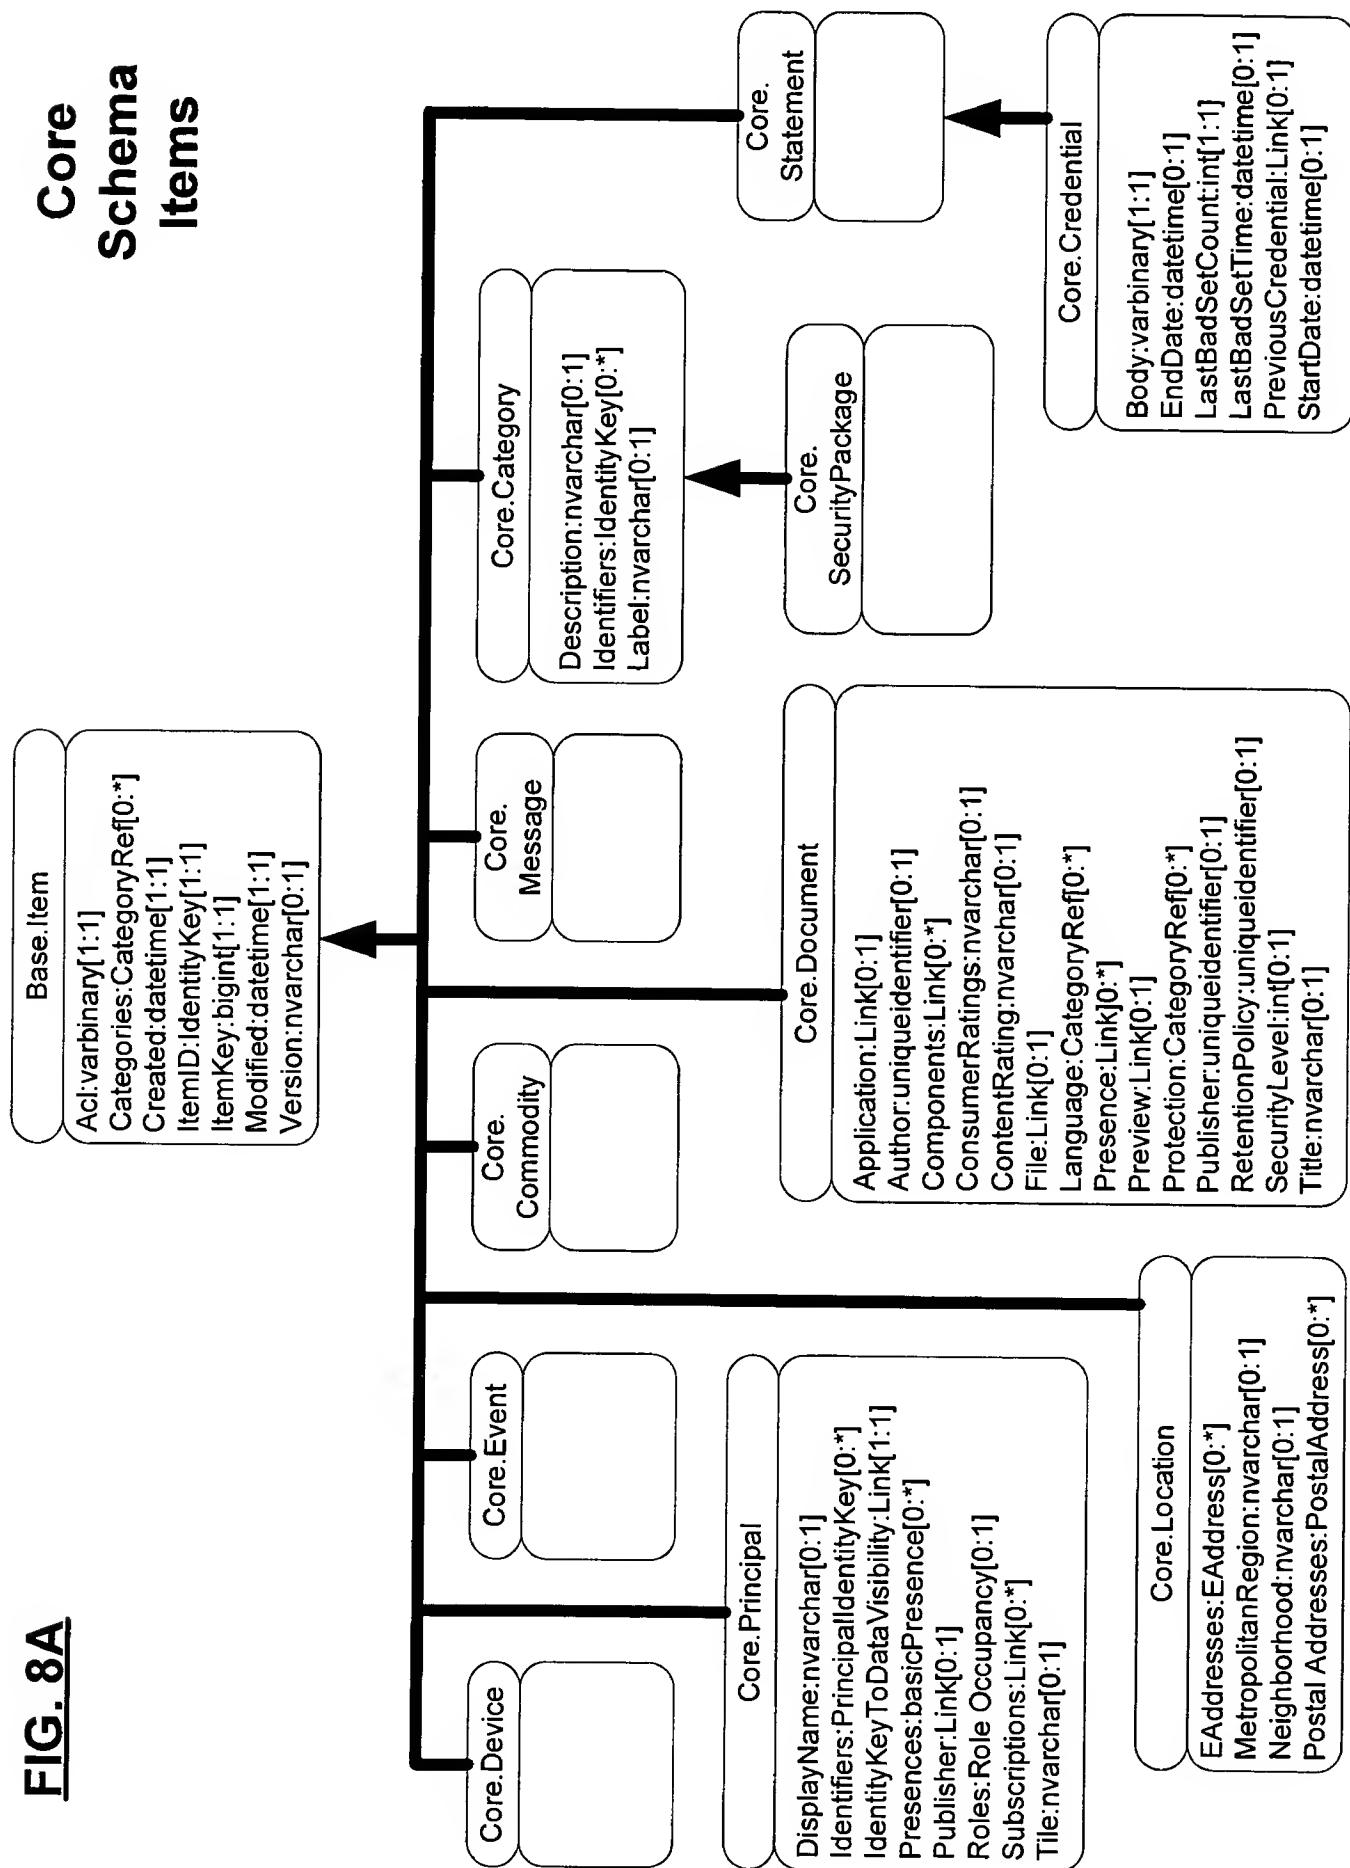 FIG. 8A
Core
Schema
Items
Base.Item
Acl:varbinary[1:1]
Categories:CategoryRef[0:*]
Created:datetime[1:1]
ItemID:IdentityKey[1:1]
ItemKey:bigint[1:1]
Modified:datetime[1:1]
Version:nvarchar[0:1]
Core.Device
Core.Event
Core.
Commodity
Core.
Message
Core.Category
Description:nvarchar[0:1]
Identifiers:IdentityKey[0:*]
Label:nvarchar[0:1]
Core.Principal
DisplayName:nvarchar[0:1]
Identifiers:PrincipalIdentityKey[0:*]
IdentityKeyToDataVisibility:Link[1:1]
Presences:basicPresence[0:*]
Publisher:Link[0:1]
Roles:Role Occupancy[0:1]
Subscriptions:Link[0:*]
Tile:nvarchar[0:1]
Core.Document
Application:Link[0:1]
Author:uniqueidentifier[0:1]
Components:Link[0:*]
ConsumerRatings:nvarchar[0:1]
ContentRating:nvarchar[0:1]
File:Link[0:1]
Language:CategoryRef[0:*]
Presence:Link]0:*]
Preview:Link[0:1]
Protection:CategoryRef[0:*]
Publisher:uniqueidentifier[0:1]
RetentionPolicy:uniqueidentifier[0:1]
SecurityLevel:int[0:1]
Title:nvarchar[0:1]
Core.
SecurityPackage
Core.
Statement
Core.Location
EAddresses:EAddress[0:*]
MetropolitanRegion:nvarchar[0:1]
Neighborhood:nvarchar[0:1]
Postal Addresses:PostalAddress[0:*]
Core.Credential
Body:varbinary[1:1]
EndDate:datetime[0:1]
LastBadSetCount:int[1:1]
LastBadSetTime:datetime[0:1]
PreviousCredential:Link[0:1]
StartDate:datetime[0:1]